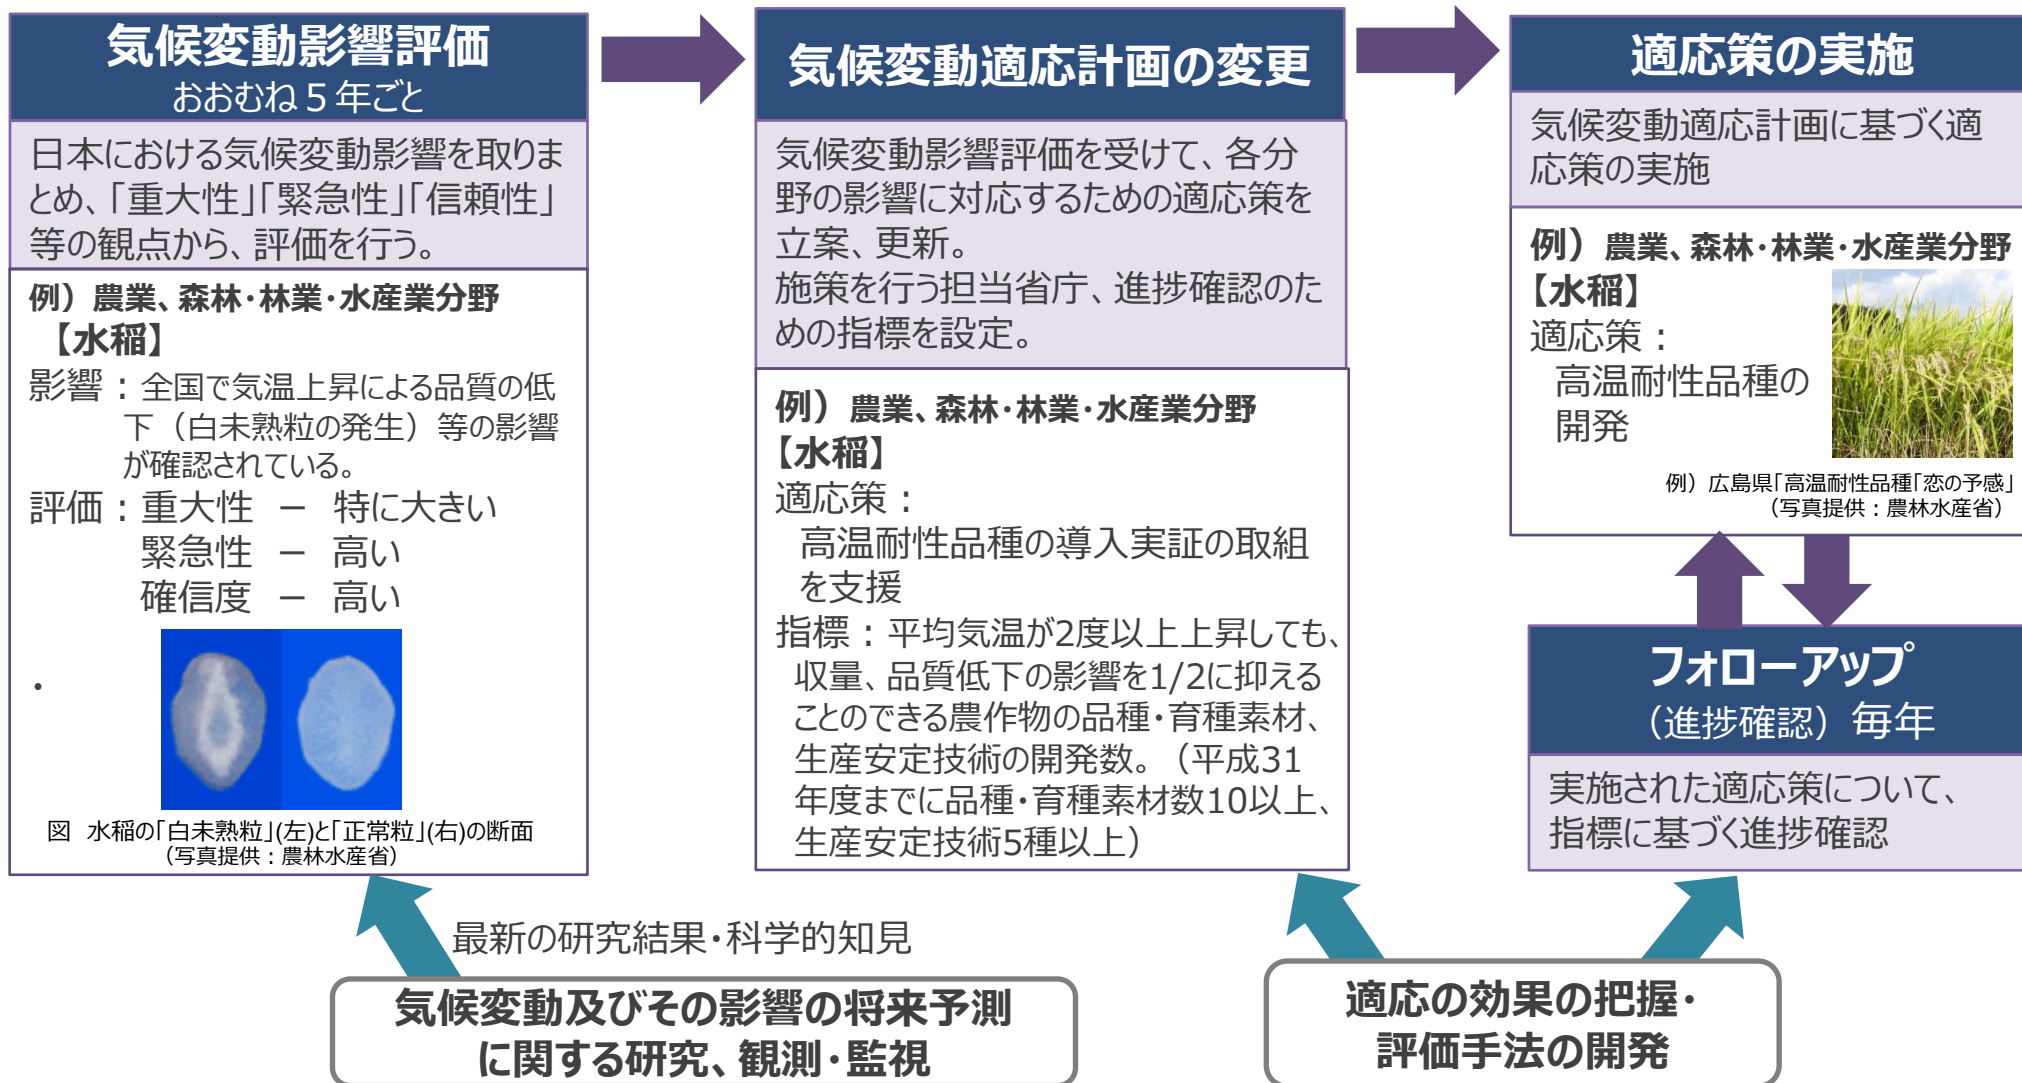 気候変動影響評価
おおむね５年ごと
日本における気候変動影響を取りま
とめ、「重大性」「緊急性」「信頼性」
等の観点から、評価を行う。
例）農業、森林・林業・水産業分野
【水稲】
影響：全国で気温上昇による品質の低
下（白未熟粒の発生）等の影響
が確認されている。
評価：重大性 － 特に大きい
緊急性 － 高い
確信度 － 高い
・
図 水稲の「白未熟粒」(左)と「正常粒」(右)の断面
（写真提供：農林水産省）
気候変動適応計画の変更
気候変動影響評価を受けて、各分
野の影響に対応するための適応策を
立案、更新。
施策を行う担当省庁、進捗確認のた
めの指標を設定。
例）農業、森林・林業・水産業分野
【水稲】
適応策：
高温耐性品種の導入実証の取組
を支援
指標：平均気温が2度以上上昇しても、
収量、品質低下の影響を1/2に抑える
ことのできる農作物の品種・育種素材、
生産安定技術の開発数。（平成31
年度までに品種・育種素材数10以上、
生産安定技術5種以上）
適応策の実施
気候変動適応計画に基づく適
応策の実施
例）農業、森林・林業・水産業分野
【水稲】
適応策：
高温耐性品種の
開発
例）広島県「高温耐性品種「恋の予感」
（写真提供：農林水産省）
フォローアップ
（進捗確認）毎年
実施された適応策について、
指標に基づく進捗確認
最新の研究結果・科学的知見
気候変動及びその影響の将来予測
に関する研究、観測・監視
適応の効果の把握・
評価手法の開発